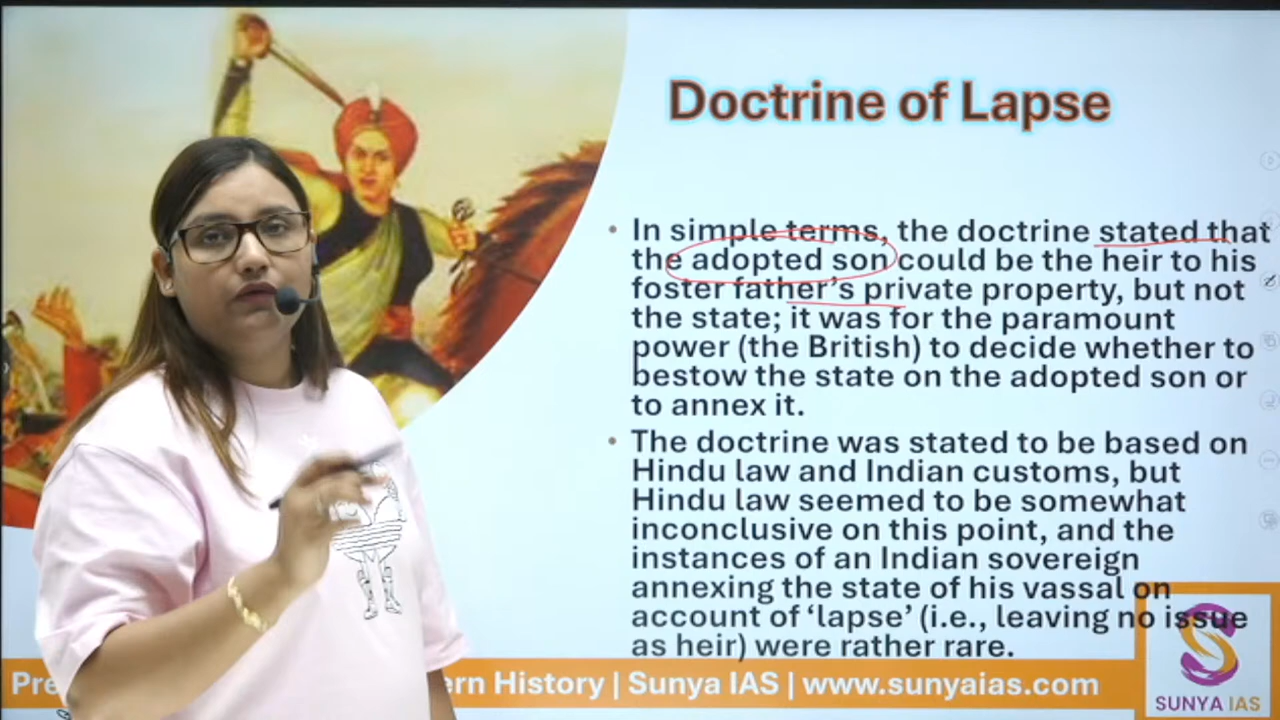 Doctrine of Lapse
• In simple terms, the doctrine stated that
the adopted son could be the heir to his
foster father's private property, but not
the state; it was for the paramount
power (the British) to decide whether to
bestow the state on the adopted son or
to annex it.
• The doctrine was stated to be based on
Hindu law and Indian customs, but
Hindu law seemed to be somewhat
inconclusive on this point, and the
instances of an Indian sovereign
annexing the state of his vassal on
account of ‘lapse’ (i.e., leaving no issue
as heir) were rather rare.
Pre ern History | Sunya IAS | www.sunyaias.com
SUNYA IAS